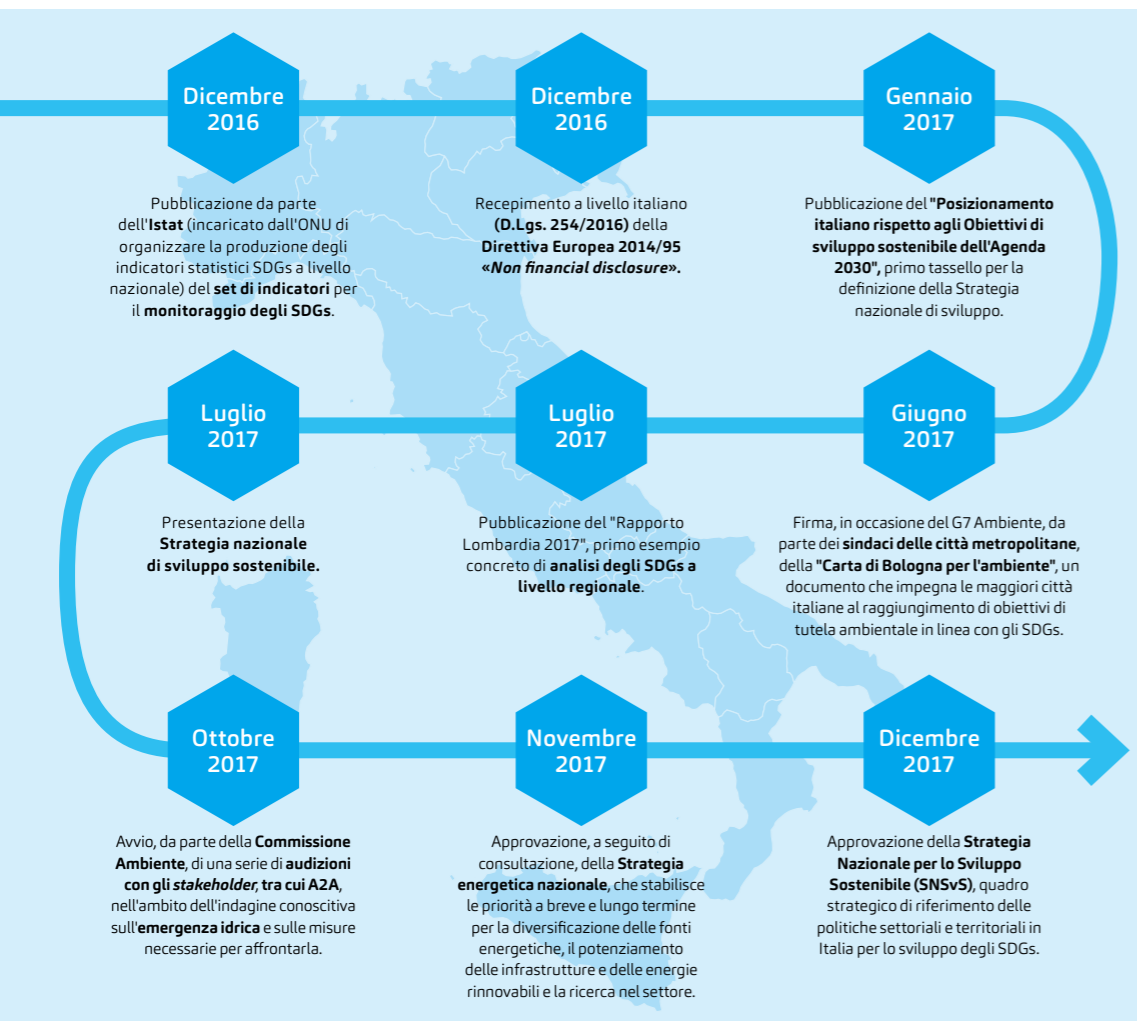 Dicembre
2016
Pubblicazione da parte
dell'Istat (incaricato dall'ONU di
organizzare la produzione degli
indicatori statistici SDGs a livello
nazionale) del set di indicatori per
il monitoraggio degli SDGs.
Dicembre
2016
Recepimento a livello italiano
(D.Lgs. 254/2016) della
Direttiva Europea 2014/95
«Non financial disclosure».
Gennaio
2017
Pubblicazione del "Posizionamento
italiano rispetto agli Obiettivi di
sviluppo sostenibile dell'Agenda
2030", primo tassello per la
definizione della Strategia
nazionale di sviluppo.
Giugno
2017
Firma, in occasione del G7 Ambiente, da
parte dei sindaci delle città metropolitane,
della "Carta di Bologna per l'ambiente", un
documento che impegna le maggiori città
italiane al raggiungimento di obiettivi di
tutela ambientale in linea con gli SDGs.
Luglio
2017
Pubblicazione del "Rapporto
Lombardia 2017", primo esempio
concreto di analisi degli SDGs a
livello regionale.
Luglio
2017
Presentazione della
Strategia nazionale
di sviluppo sostenibile.
Ottobre
2017
Avvio, da parte della Commissione
Ambiente, di una serie di audizioni
con gli stakeholder, tra cui A2A,
nell'ambito dell'indagine conoscitiva
sull'emergenza idrica e sulle misure
necessarie per affrontarla.
Novembre
2017
Approvazione, a seguito di
consultazione, della Strategia
energetica nazionale, che stabilisce
le priorità a breve e lungo termine
per la diversificazione delle fonti
energetiche, il potenziamento
delle infrastrutture e delle energie
rinnovabili e la ricerca nel settore.
Dicembre
2017
Approvazione della Strategia
Nazionale per lo Sviluppo
Sostenibile (SNSvS), quadro
strategico di riferimento delle
politiche settoriali e territoriali in
Italia per lo sviluppo degli SDGs.